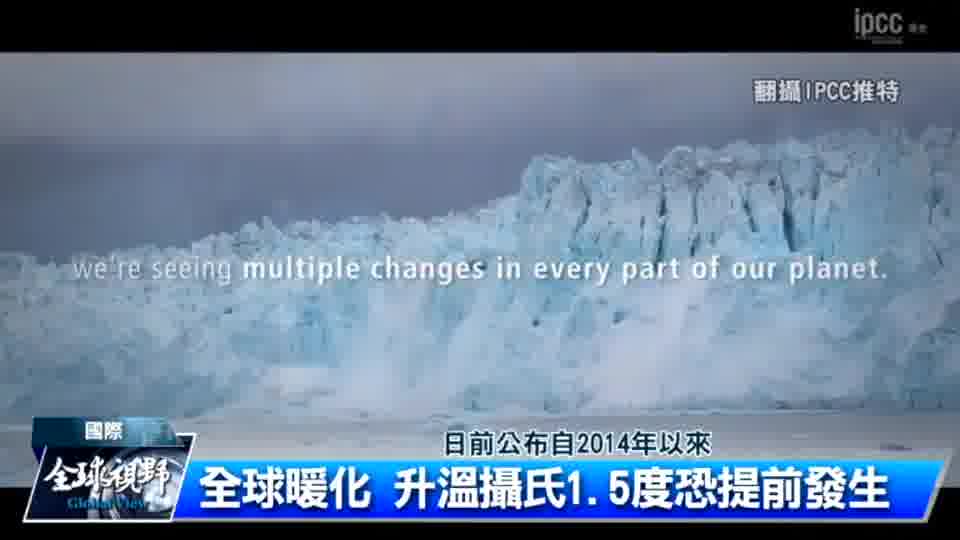 ipcc
翻攝IPCC推特
we're seeing multiple changes in every part of our planet.
國際
日前公布自2014年以來
全球視野
Global View
全球暖化 升溫攝氏1.5度恐提前發生